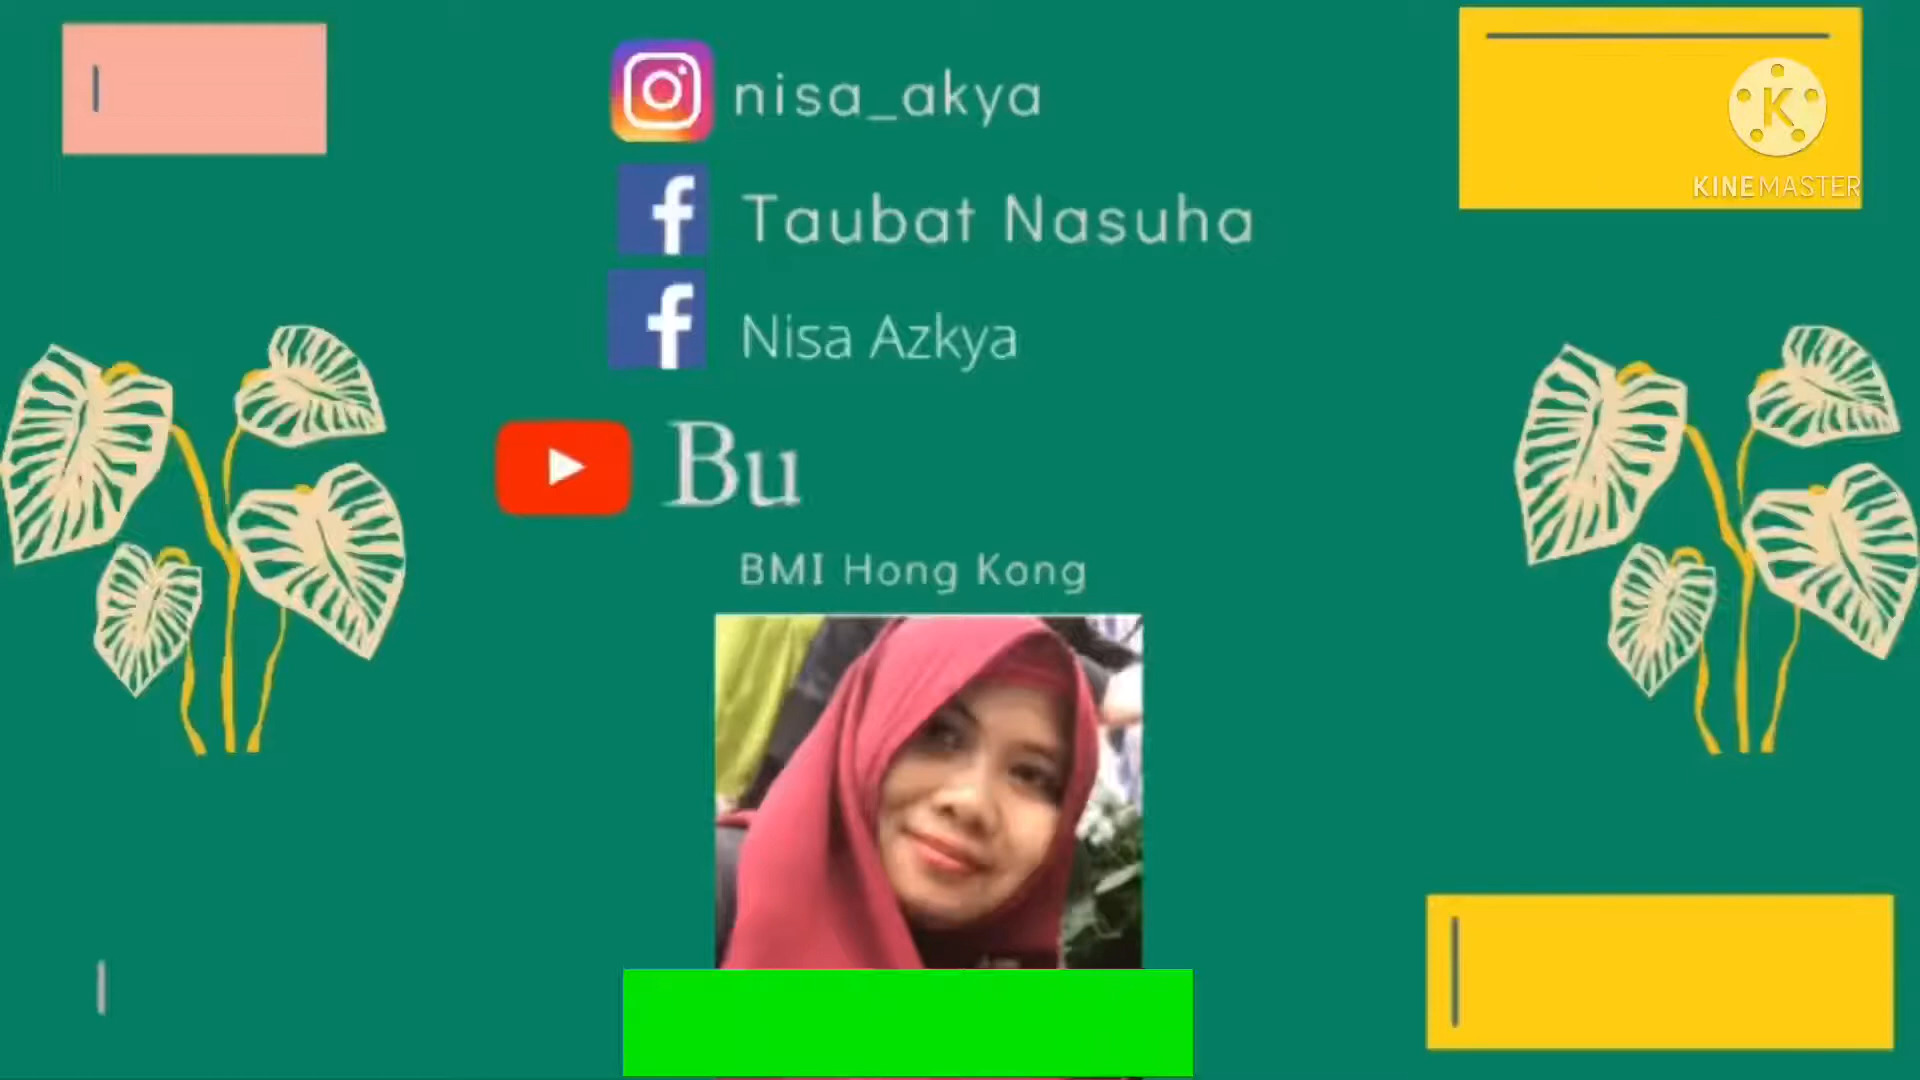 nisa_akya
Taubat Nasuha
Nisa Azkya
Bu
BMI Hong Kong
KINEMASTER